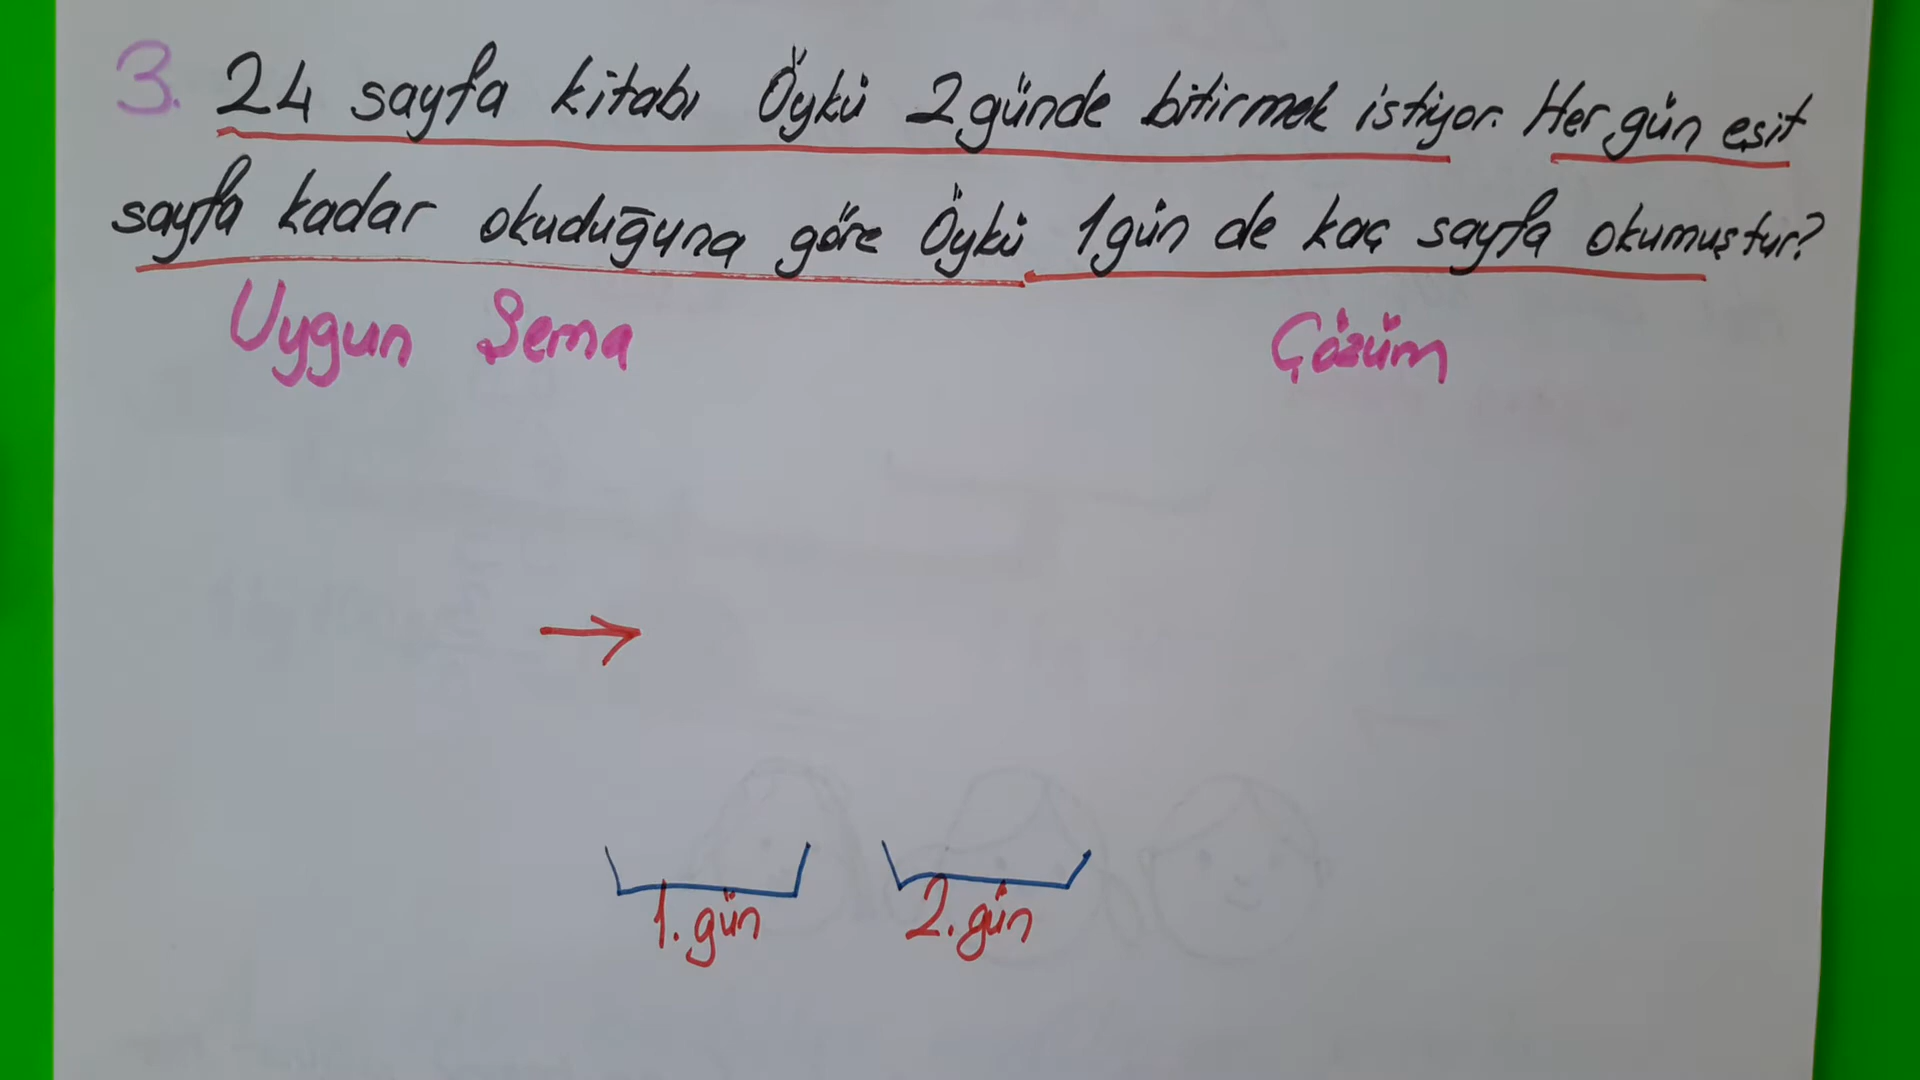 3. 24 sayfa kitabı Öykü 2 günde bitirmek istiyor. Her gün eşit
sayfa kadar okuduğuna göre Öykü 1 gün de kaç sayfa okumuştur?
Uygun Şema
Çözüm
1. gün
2. gün